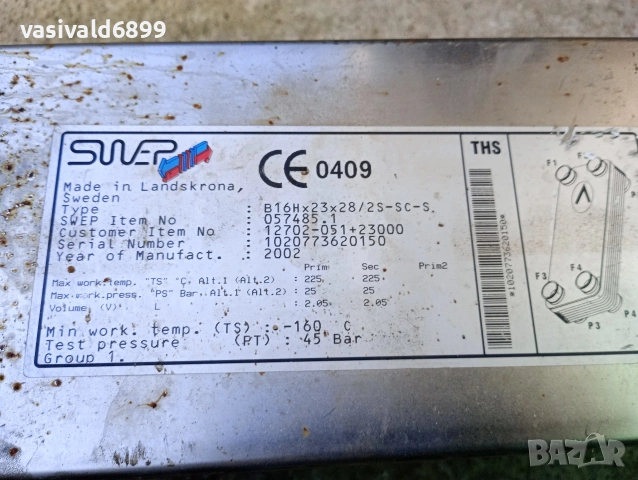 vasivald6899
SWEP
CE 0409
THS
Made in Landskrona,
Sweden
Type : B16Hx23x28/2S-SC-S
SWEP Item No : 057485.1
Customer Item No : 12702-051+23000
Serial Number : 1020773620150
Year of Manufact. : 2002
Prim Sec Prim2
Max work.temp. "TS" °C, Alt.1 (Alt.2) : 225 225
Max.work.press. "PS" Bar, Alt.1 (Alt.2) : 25 25
Volume, (V) L : 2.05 2.05
Min work. temp. (TS) : -160 C
Test pressure (PT) : 45 Bar
Group 1.
*1020773620150*
F1
P2
F3
F4
P3
P4
BAZAR
bg